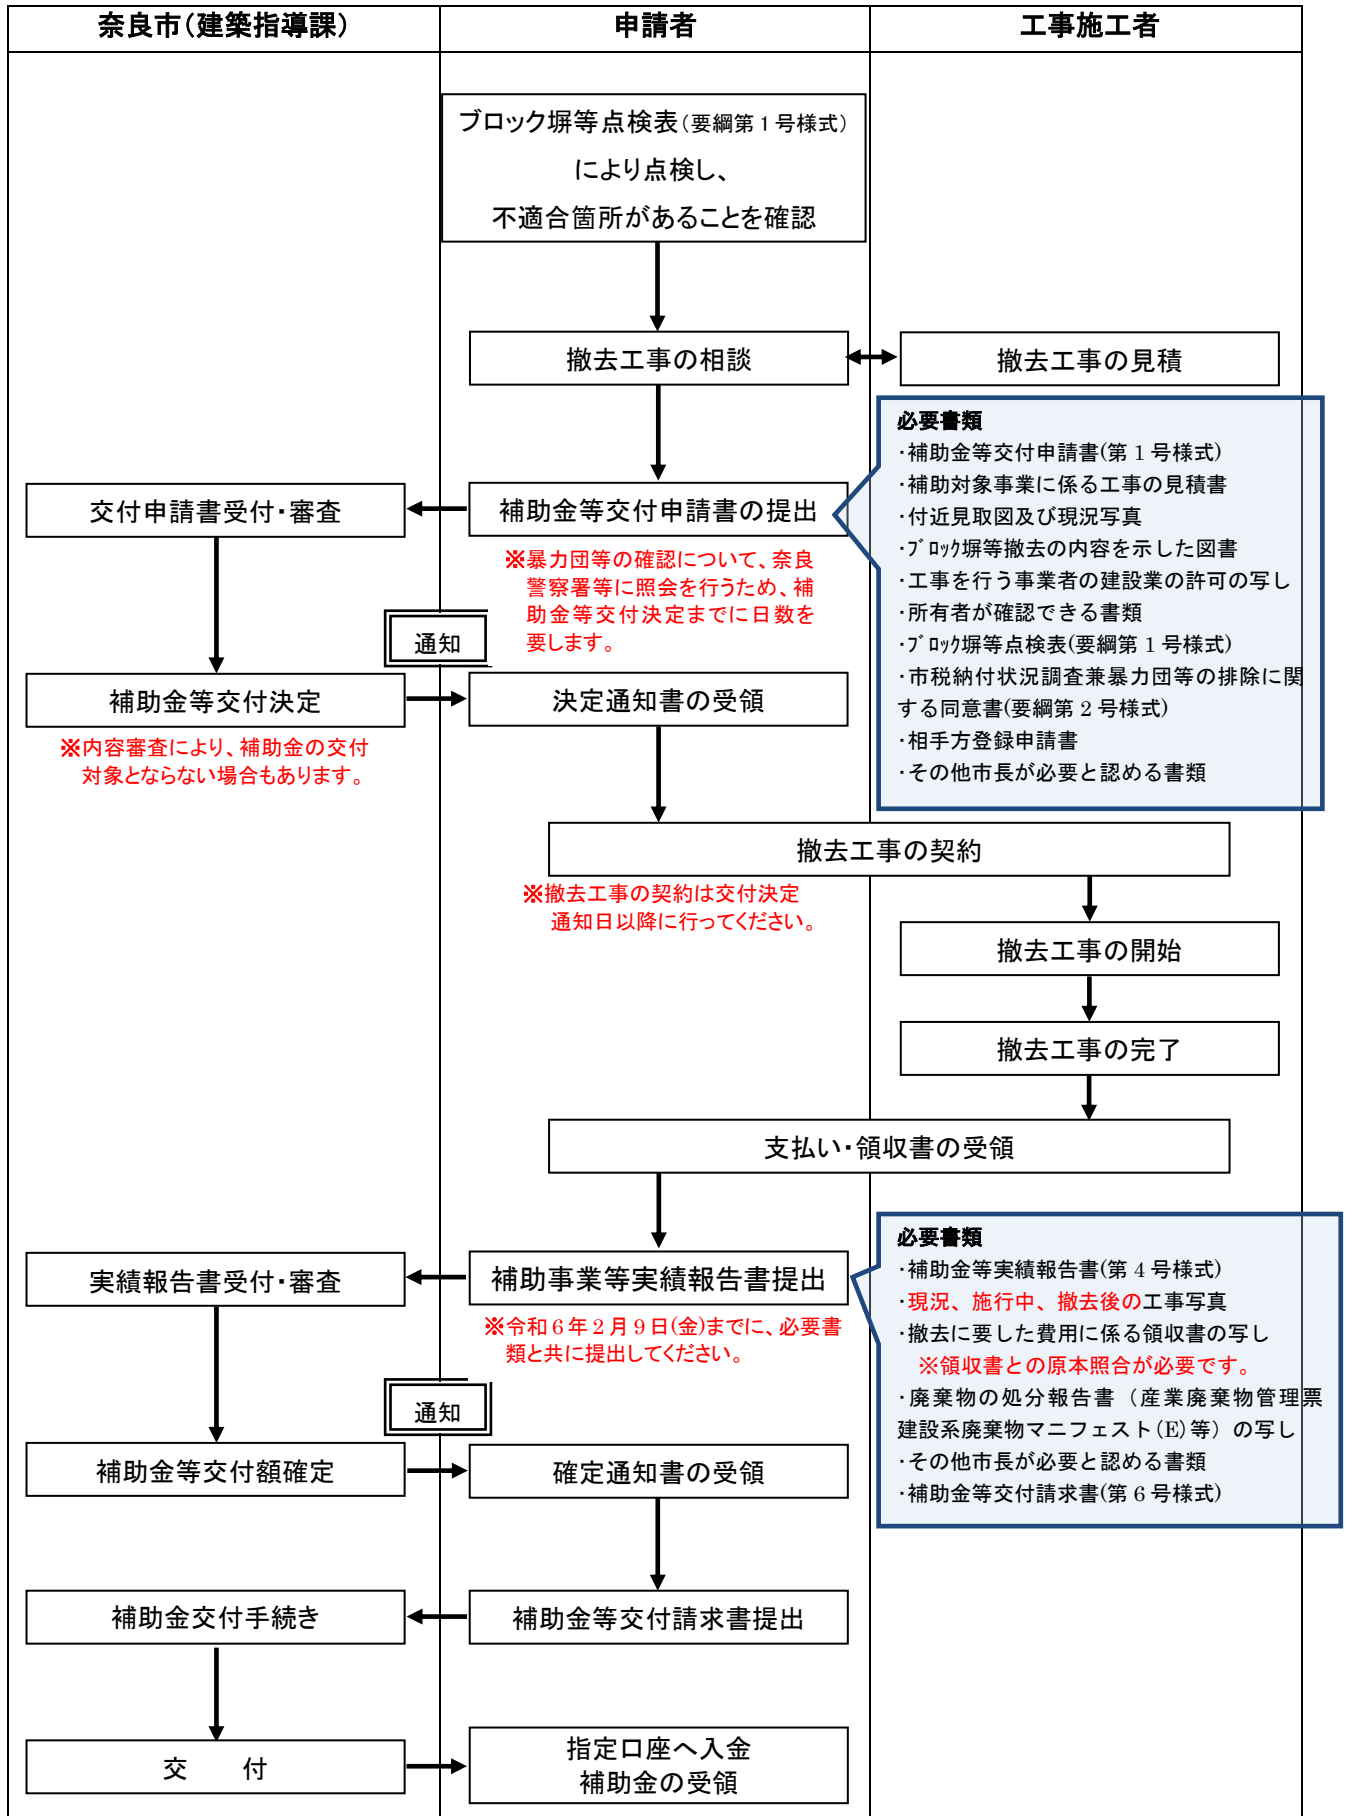 奈良市(建築指導課)
申請者
工事施工者
ブロック塀等点検表(要綱第1号様式)
により点検し、
不適合箇所があることを確認
撤去工事の相談
撤去工事の見積
必要書類
・補助金等交付申請書(第1号様式)
・補助対象事業に係る工事の見積書
・付近見取図及び現況写真
・ブロック塀等撤去の内容を示した図書
・工事を行う事業者の建設業の許可の写し
・所有者が確認できる書類
・ブロック塀等点検表(要綱第1号様式)
・市税納付状況調査兼暴力団等の排除に関
する同意書(要綱第2号様式)
・相手方登録申請書
・その他市長が必要と認める書類
交付申請書受付・審査
補助金等交付申請書の提出
※暴力団等の確認について、奈良
警察署等に照会を行うため、補
助金等交付決定までに日数を
要します。
通知
補助金等交付決定
決定通知書の受領
※内容審査により、補助金の交付
対象とならない場合もあります。
撤去工事の契約
※撤去工事の契約は交付決定
通知日以降に行ってください。
撤去工事の開始
撤去工事の完了
支払い・領収書の受領
必要書類
・補助金等実績報告書(第4号様式)
・現況、施行中、撤去後の工事写真
・撤去に要した費用に係る領収書の写し
※領収書との原本照合が必要です。
・廃棄物の処分報告書（産業廃棄物管理票
建設系廃棄物マニフェスト(E)等）の写し
・その他市長が必要と認める書類
・補助金等交付請求書(第6号様式)
実績報告書受付・審査
補助事業等実績報告書提出
※令和6年2月9日(金)までに、必要書
類と共に提出してください。
通知
補助金等交付額確定
確定通知書の受領
補助金交付手続き
補助金等交付請求書提出
交　　付
指定口座へ入金
補助金の受領